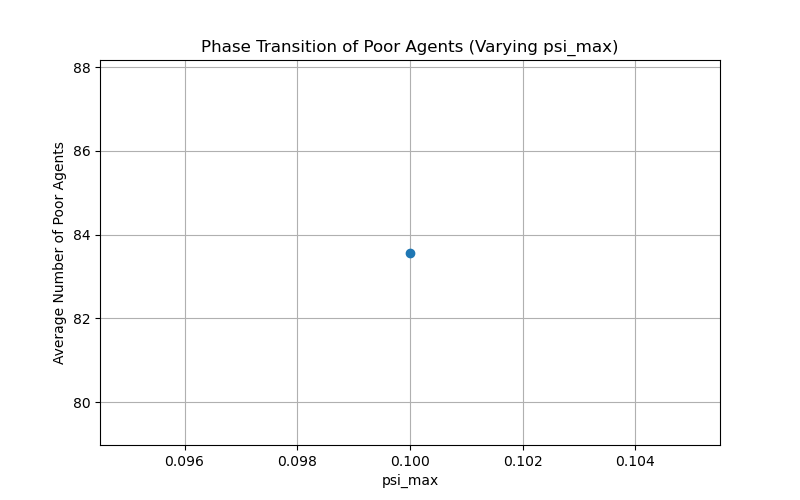 Phase Transition of Poor Agents (Varying psi_max)
Average Number of Poor Agents
88
86
84
82
80
0.096 0.098 0.100 0.102 0.104
psi_max